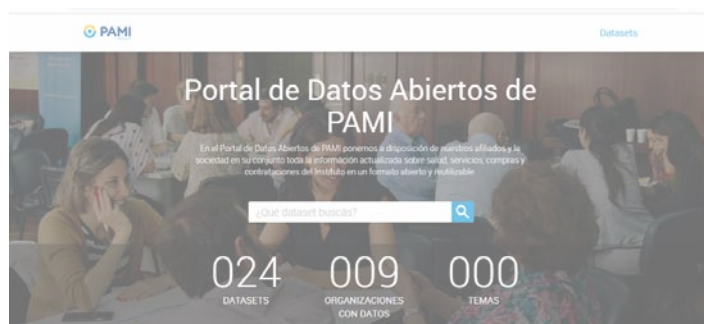 PAMI
Datasets
Portal de Datos Abiertos de
PAMI
En el Portal de Datos Abiertos de PAMI ponemos a disposición de nuestros afiliados y la
sociedad en su conjunto toda la información actualizada sobre salud, servicios, compras y
contrataciones del Instituto en un formato abierto y reutilizable
¿Qué dataset buscás?
024
009
000
DATASETS
ORGANIZACIONES
CON DATOS
TEMAS